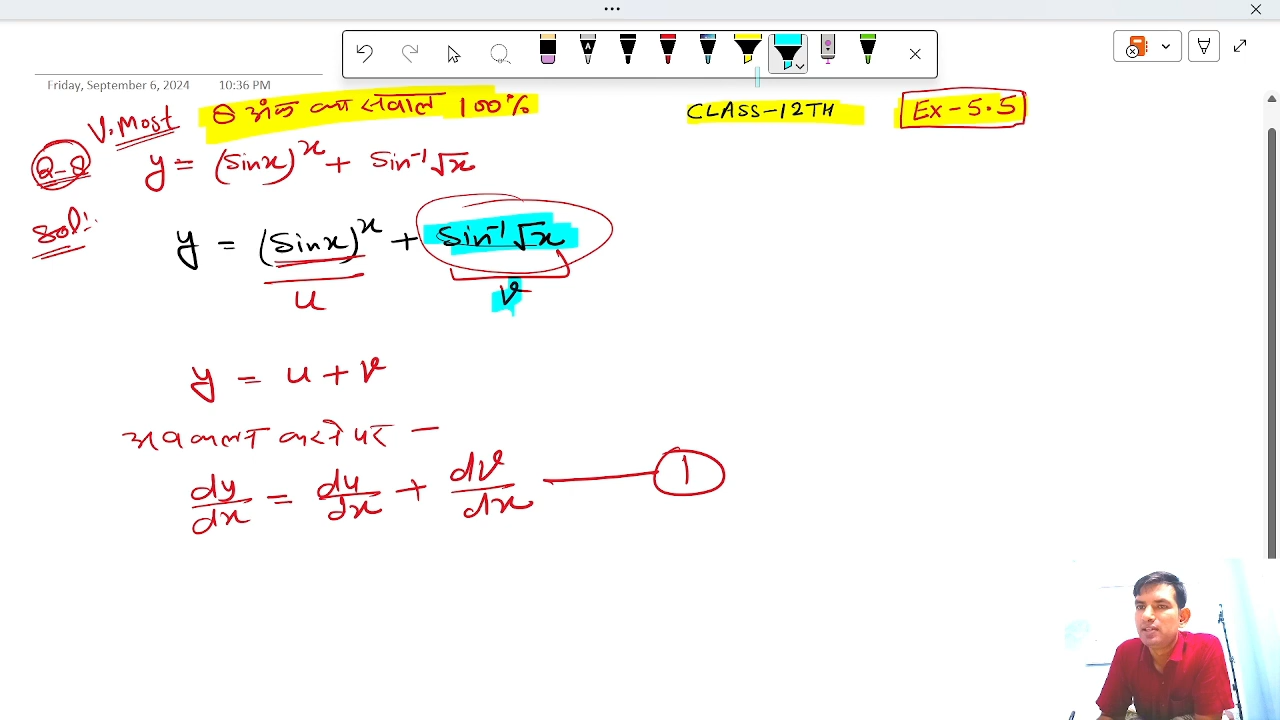 Friday, September 6, 2024 10:36 PM
V. Most अंक का सवाल 100% CLASS-12TH Ex-5.5
Q-8 y = (sinx)^x + Sin⁻¹√x
Sol:
y = (Sinx)^x + Sin⁻¹√x
u v
y = u + v
अवकलन करने पर –
dy/dx = du/dx + dv/dx — 1